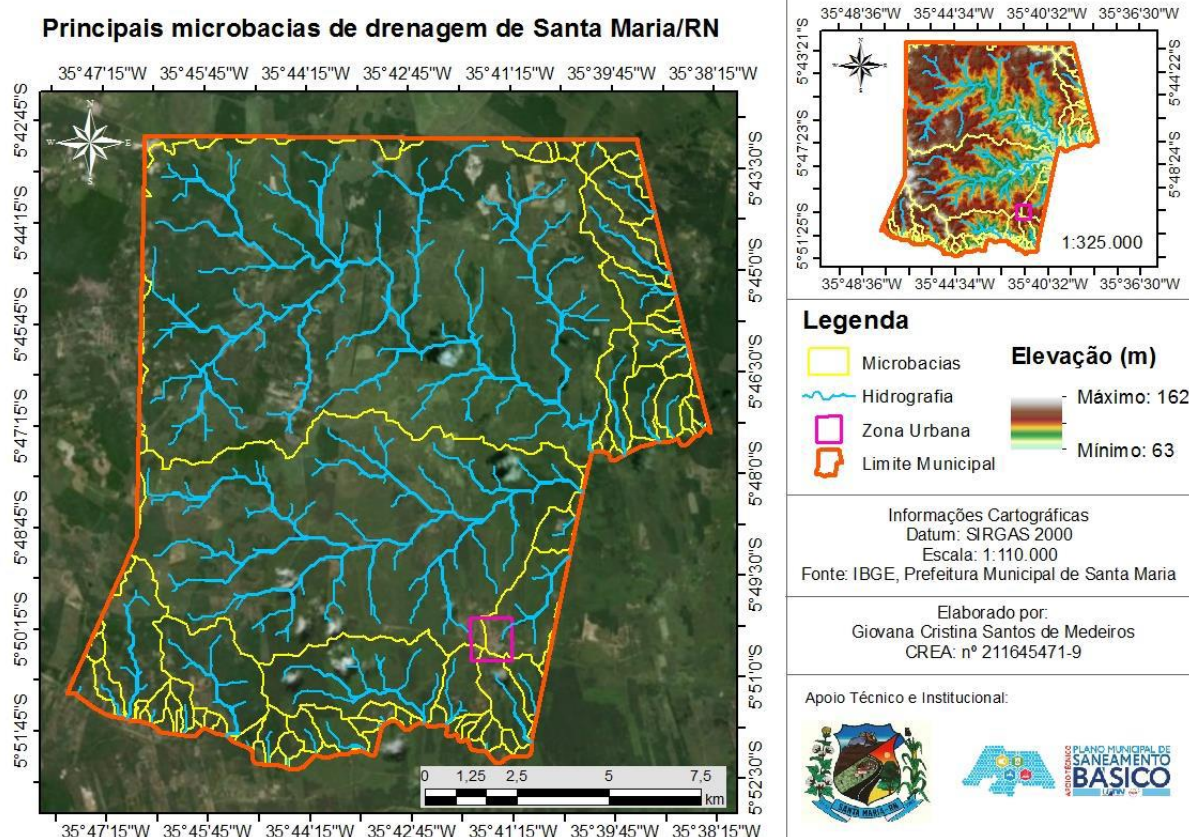 Principais microbacias de drenagem de Santa Maria/RN
35°47'15"W 35°45'45"W 35°44'15"W 35°42'45"W 35°41'15"W 35°39'45"W 35°38'15"W
5°42'45"S
5°44'15"S
5°45'45"S
5°47'15"S
5°48'45"S
5°50'15"S
5°51'45"S
N
W
E
S
5°43'30"S
5°45'0"S
5°46'30"S
5°48'0"S
5°49'30"S
5°51'0"S
5°52'30"S
0 1,25 2,5 5 7,5
km
35°47'15"W 35°45'45"W 35°44'15"W 35°42'45"W 35°41'15"W 35°39'45"W 35°38'15"W
35°48'36"W 35°44'34"W 35°40'32"W 35°36'30"W
5°43'21"S
5°47'23"S
5°51'25"S
5°44'22"S
5°48'24"S
1:325.000
35°48'36"W 35°44'34"W 35°40'32"W 35°36'30"W
Legenda
Microbacias
Hidrografia
Zona Urbana
Limite Municipal
Elevação (m)
Máximo: 162
Mínimo: 63
Informações Cartográficas
Datum: SIRGAS 2000
Escala: 1:110.000
Fonte: IBGE, Prefeitura Municipal de Santa Maria
Elaborado por:
Giovana Cristina Santos de Medeiros
CREA: nº 211645471-9
Apoio Técnico e Institucional:
SANTA MARIA-RN
APOIO TÉCNICO
PLANO MUNICIPAL DE
SANEAMENTO
BÁSICO